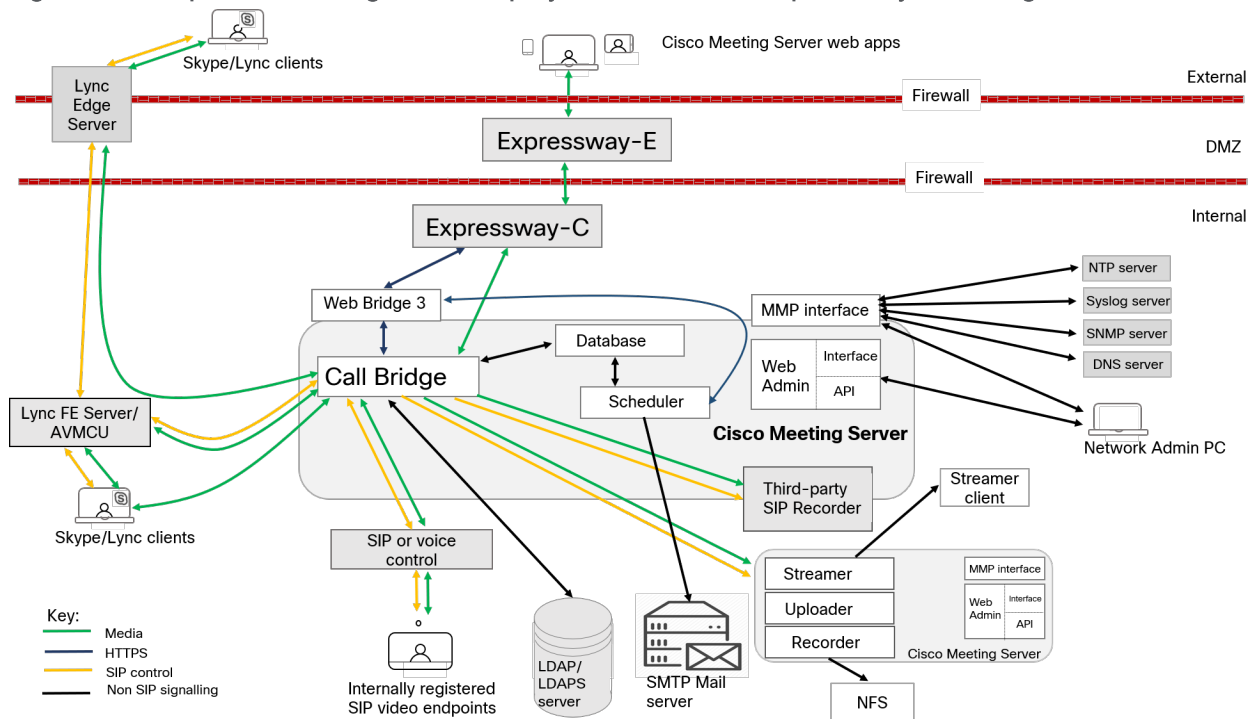 Skype/Lync clients
Cisco Meeting Server web apps
External
Lync
Edge
Server
Firewall
Expressway-E
DMZ
Firewall
Internal
Expressway-C
NTP server
Web Bridge 3
MMP interface
Syslog server
SNMP server
DNS server
Database
Web
Admin
Interface
API
Call Bridge
Scheduler
Lync FE Server/
AVMCU
Cisco Meeting Server
Network Admin PC
Third-party
SIP Recorder
Streamer
client
Skype/Lync clients
SIP or voice
control
Streamer
Uploader
Recorder
MMP interface
Web
Admin
Interface
API
Cisco Meeting Server
Key:
Media
HTTPS
SIP control
Non SIP signalling
Internally registered
SIP video endpoints
LDAP/
LDAPS
server
SMTP Mail
server
NFS